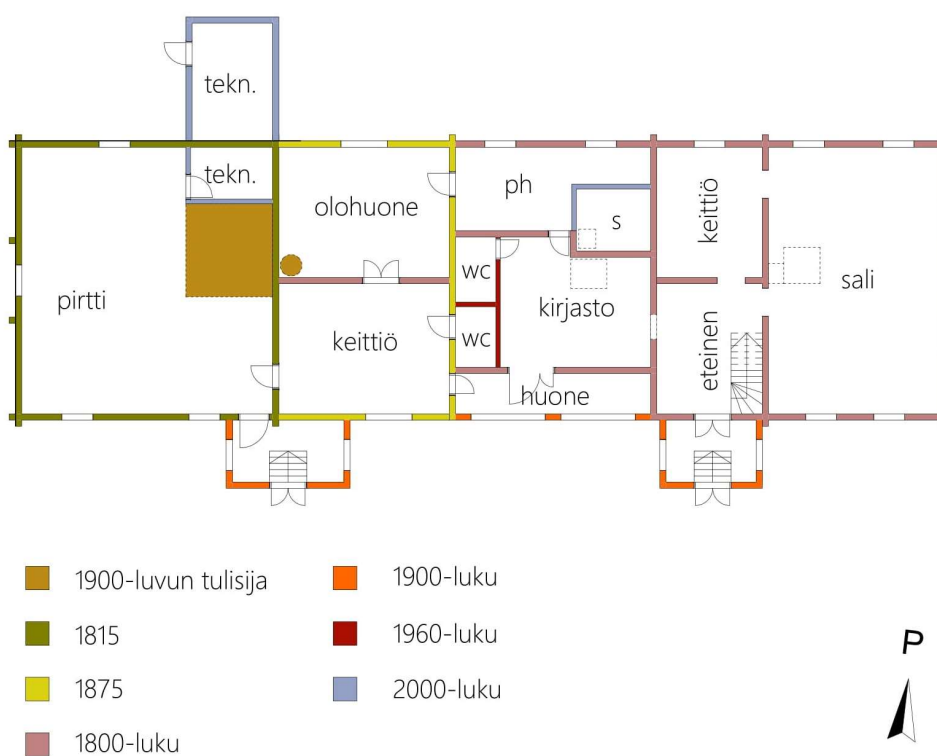 tekn.
tekn.
olohuone
ph
s
keittiö
pirtti
wc
sali
keittiö
wc
kirjasto
eteinen
huone
1900-luvun tulisija
1815
1875
1800-luku
1900-luku
1960-luku
2000-luku
P